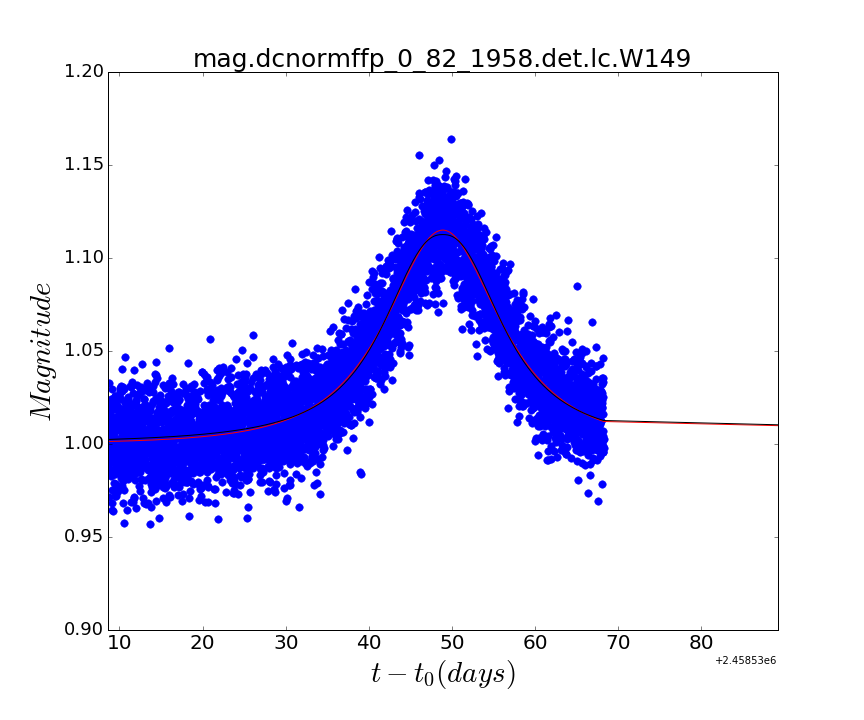 mag.dcnormffp_0_82_1958.det.lc.W149
1.20
1.15
1.10
1.05
1.00
0.95
0.90
Magnitude
10 20 30 40 50 60 70 80
+2.45853e6
t − t₀(days)